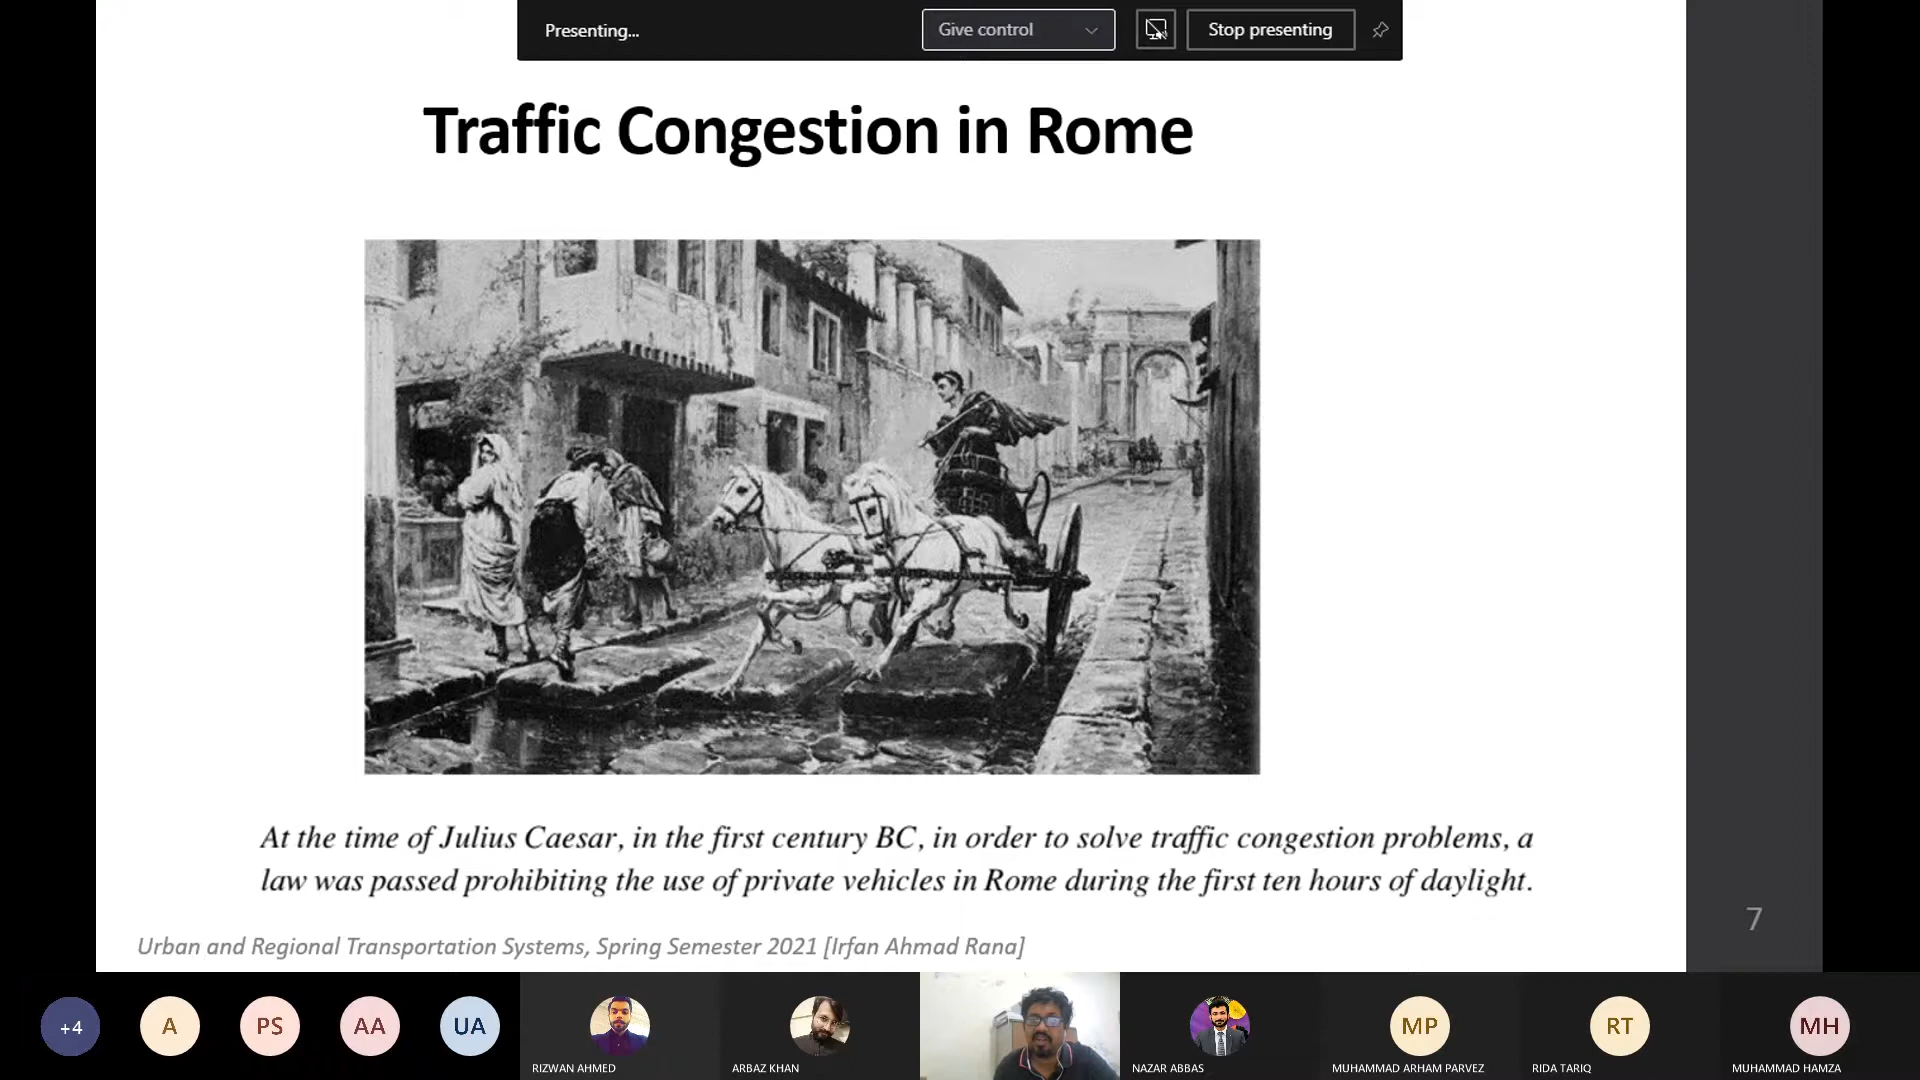 Presenting...
Give control
Stop presenting
Traffic Congestion in Rome
At the time of Julius Caesar, in the first century BC, in order to solve traffic congestion problems, a
law was passed prohibiting the use of private vehicles in Rome during the first ten hours of daylight.
7
Urban and Regional Transportation Systems, Spring Semester 2021 [Irfan Ahmad Rana]
+4
A
PS
AA
UA
RIZWAN AHMED
ARBAZ KHAN
NAZAR ABBAS
MP
MUHAMMAD ARHAM PARVEZ
RT
RIDA TARIQ
MH
MUHAMMAD HAMZA